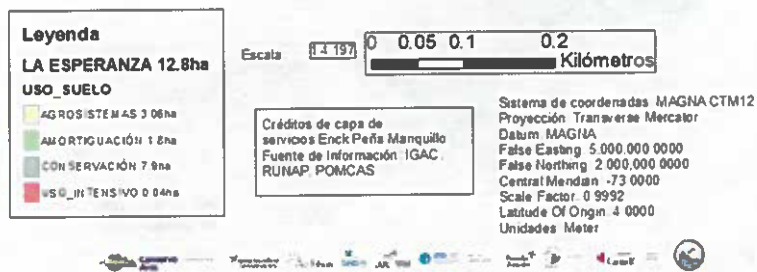 Leyenda
LA ESPERANZA 12.8ha
USO_SUELO
AGROSISTEMAS 3 06ha
AMORTIGUACIÓN 1 8ha
CONSERVACIÓN 7 9ha
USO_INTENSIVO 0 04ha
Escala 1 4 197
0 0.05 0.1 0.2
Kilómetros
Créditos de capa de
servicios Erick Peña Manquillo
Fuente de Información IGAC,
RUNAP, POMCAS
Sistema de coordenadas MAGNA CTM12
Proyección Transverse Mercator
Datum MAGNA
False Easting 5.000,000 0000
False Northing 2 000,000 0000
Central Meridian -73 0000
Scale Factor 0 9992
Latitude Of Origin 4 0000
Unidades Meter